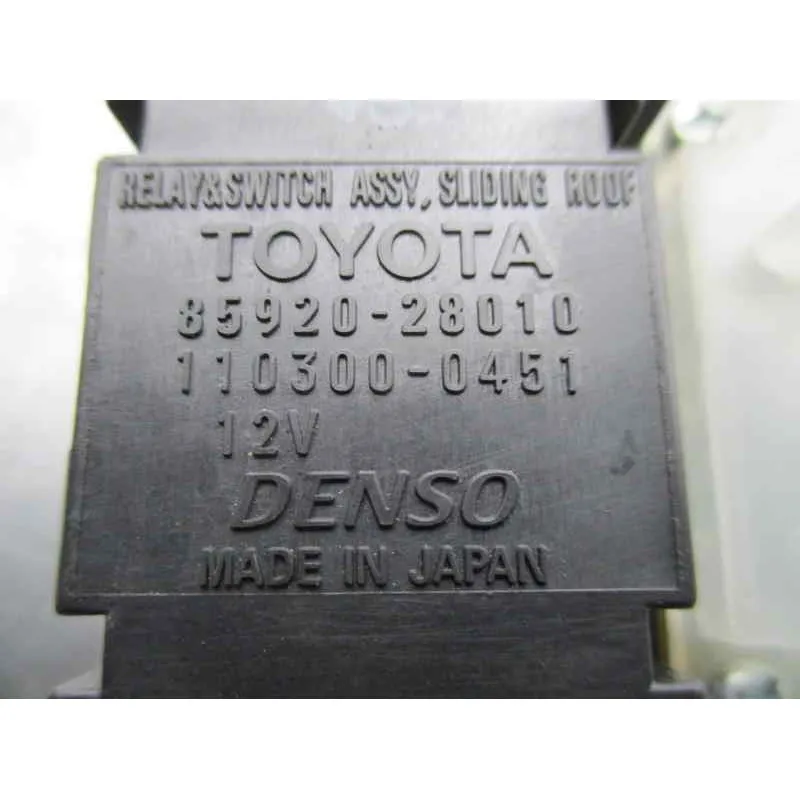 RELAY&SWITCH ASSY, SLIDING ROOF
TOYOTA
85920-28010
110300-0451
12V
DENSO
MADE IN JAPAN